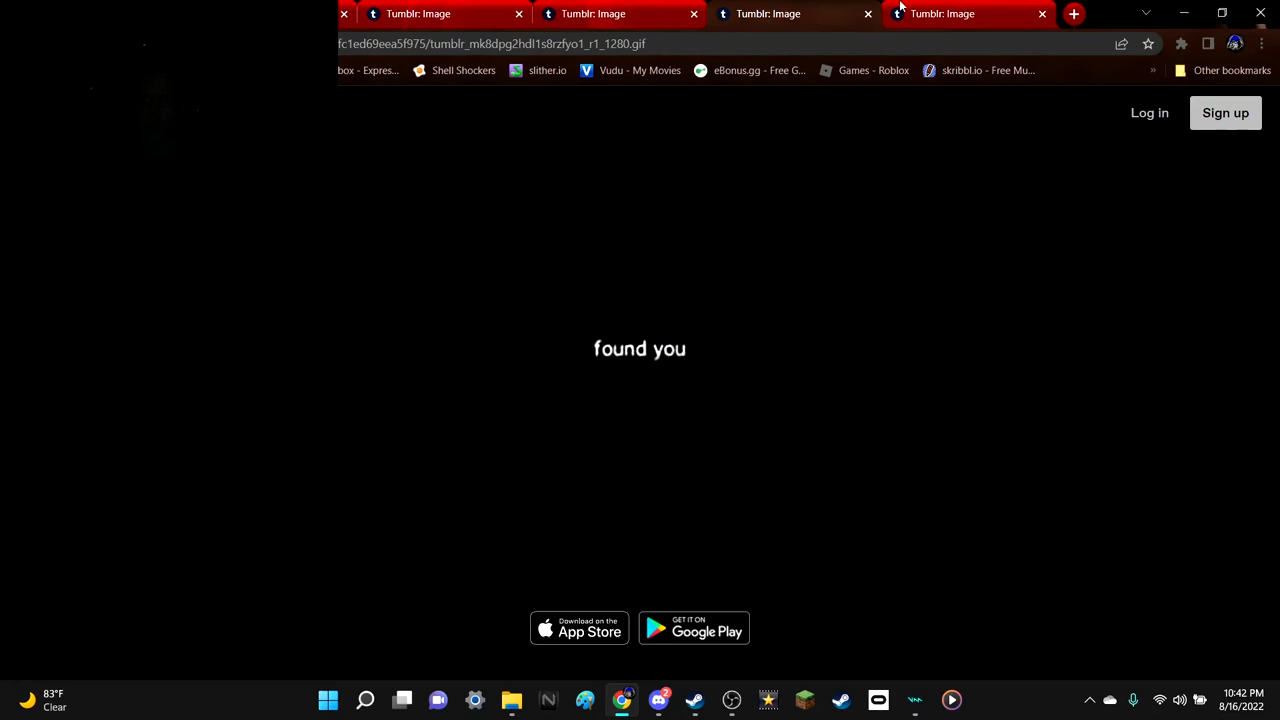 Tumblr: Image
Tumblr: Image
Tumblr: Image
Tumblr: Image
fc1ed69eea5f975/tumblr_mk8dpg2hdI1s8rzfyo1_r1_1280.gif
box - Expres...
Shell Shockers
slither.io
Vudu - My Movies
eBonus.gg - Free G...
Games - Roblox
skribbl.io - Free Mu...
»
Other bookmarks
Log in
Sign up
found you
Download on the
App Store
GET IT ON
Google Play
83°F
Clear
2
10:42 PM
8/16/2022